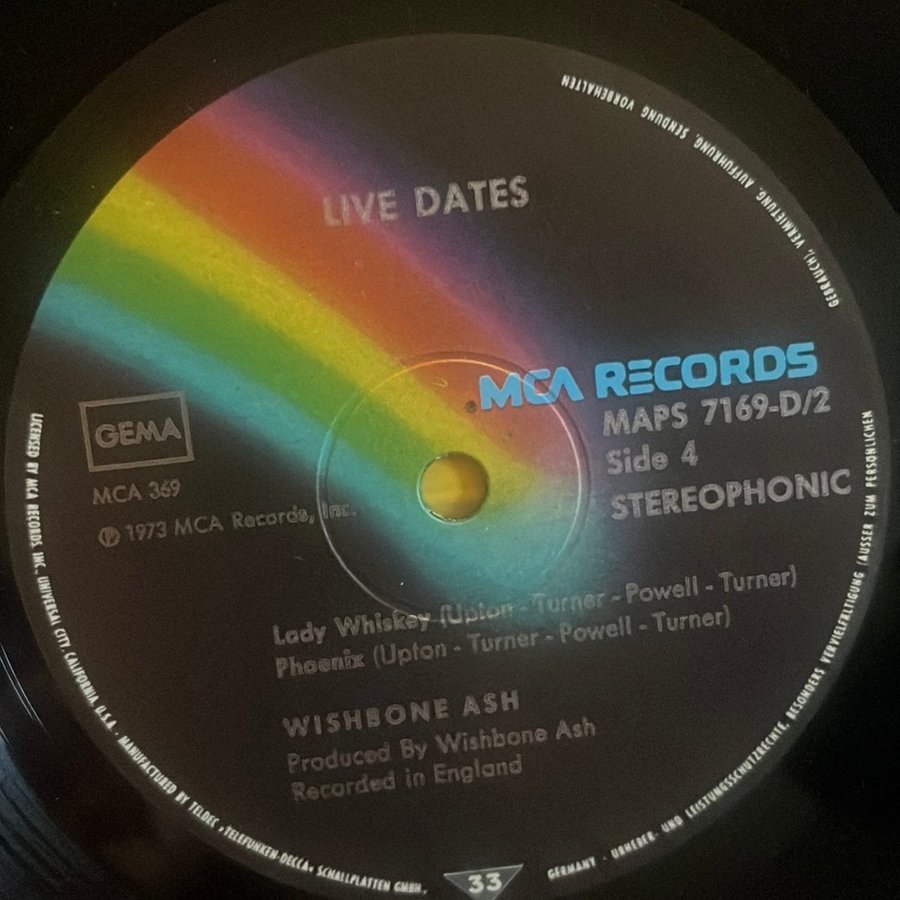 LIVE DATES
MCA RECORDS
MAPS 7169-D/2
Side 4
STEREOPHONIC
GEMA
MCA 369
Ⓟ 1973 MCA Records, Inc.
Lady Whiskey (Upton - Turner - Powell - Turner)
Phoenix (Upton - Turner - Powell - Turner)
WISHBONE ASH
Produced By Wishbone Ash
Recorded in England
33
LICENSED BY MCA RECORDS, INC., UNIVERSAL CITY, CALIFORNIA, U.S.A. · MANUFACTURED BY TELDEC »TELEFUNKEN-DECCA« SCHALLPLATTEN GMBH.,
GERMANY · URHEBER- UND LEISTUNGSSCHUTZRECHTE, BESONDERS VERVIELFÄLTIGUNG (AUSSER ZUM PERSÖNLICHEN
GEBRAUCH), VERMIETUNG, AUFFÜHRUNG, SENDUNG VORBEHALTEN